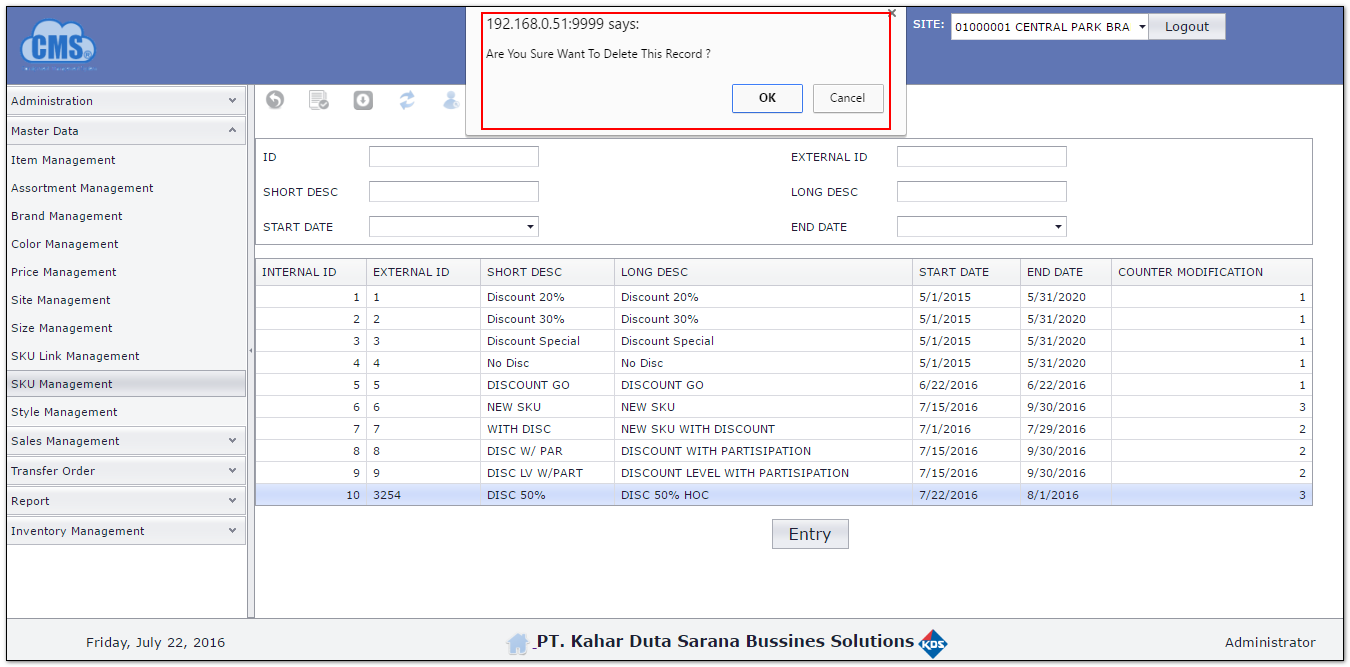 192.168.0.51:9999 says:
Are You Sure Want To Delete This Record ?
OK Cancel
CMS
SITE: 01000001 CENTRAL PARK BRA Logout
Administration
Master Data
Item Management
Assortment Management
Brand Management
Color Management
Price Management
Site Management
Size Management
SKU Link Management
SKU Management
Style Management
Sales Management
Transfer Order
Report
Inventory Management
ID EXTERNAL ID
SHORT DESC LONG DESC
START DATE END DATE
INTERNAL ID EXTERNAL ID SHORT DESC LONG DESC START DATE END DATE COUNTER MODIFICATION
1 1 Discount 20% Discount 20% 5/1/2015 5/31/2020 1
2 2 Discount 30% Discount 30% 5/1/2015 5/31/2020 1
3 3 Discount Special Discount Special 5/1/2015 5/31/2020 1
4 4 No Disc No Disc 5/1/2015 5/31/2020 1
5 5 DISCOUNT GO DISCOUNT GO 6/22/2016 6/22/2016 1
6 6 NEW SKU NEW SKU 7/15/2016 9/30/2016 3
7 7 WITH DISC NEW SKU WITH DISCOUNT 7/1/2016 7/29/2016 2
8 8 DISC W/ PAR DISCOUNT WITH PARTISIPATION 7/15/2016 9/30/2016 2
9 9 DISC LV W/PART DISCOUNT LEVEL WITH PARTISIPATION 7/15/2016 9/30/2016 2
10 3254 DISC 50% DISC 50% HOC 7/22/2016 8/1/2016 3
Entry
Friday, July 22, 2016 PT. Kahar Duta Sarana Bussines Solutions KDS Administrator